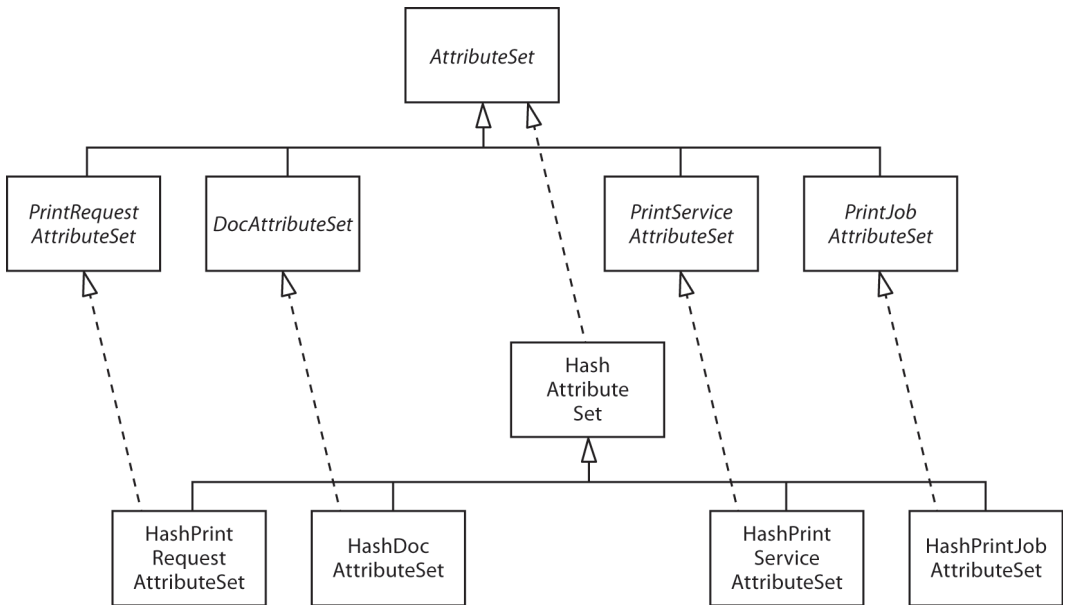 AttributeSet
PrintRequest
AttributeSet
DocAttributeSet
PrintService
AttributeSet
PrintJob
AttributeSet
Hash
Attribute
Set
HashPrint
Request
AttributeSet
HashDoc
AttributeSet
HashPrint
Service
AttributeSet
HashPrintJob
AttributeSet